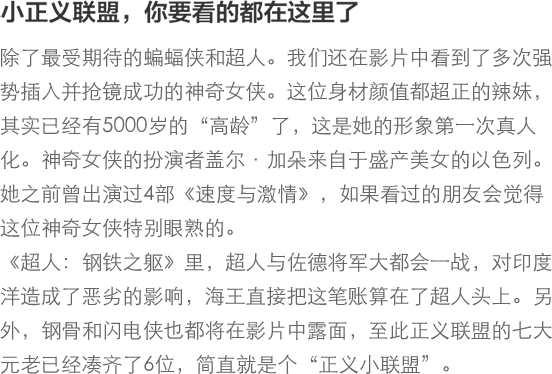 小正义联盟，你要看的都在这里了
除了最受期待的蝙蝠侠和超人。我们还在影片中看到了多次强
势插入并抢镜成功的神奇女侠。这位身材颜值都超正的辣妹，
其实已经有5000岁的“高龄”了，这是她的形象第一次真人
化。神奇女侠的扮演者盖尔·加朵来自于盛产美女的以色列。
她之前曾出演过4部《速度与激情》，如果看过的朋友会觉得
这位神奇女侠特别眼熟的。
《超人：钢铁之躯》里，超人与佐德将军大都会一战，对印度
洋造成了恶劣的影响，海王直接把这笔账算在了超人头上。另
外，钢骨和闪电侠也都将在影片中露面，至此正义联盟的七大
元老已经凑齐了6位，简直就是个“正义小联盟”。